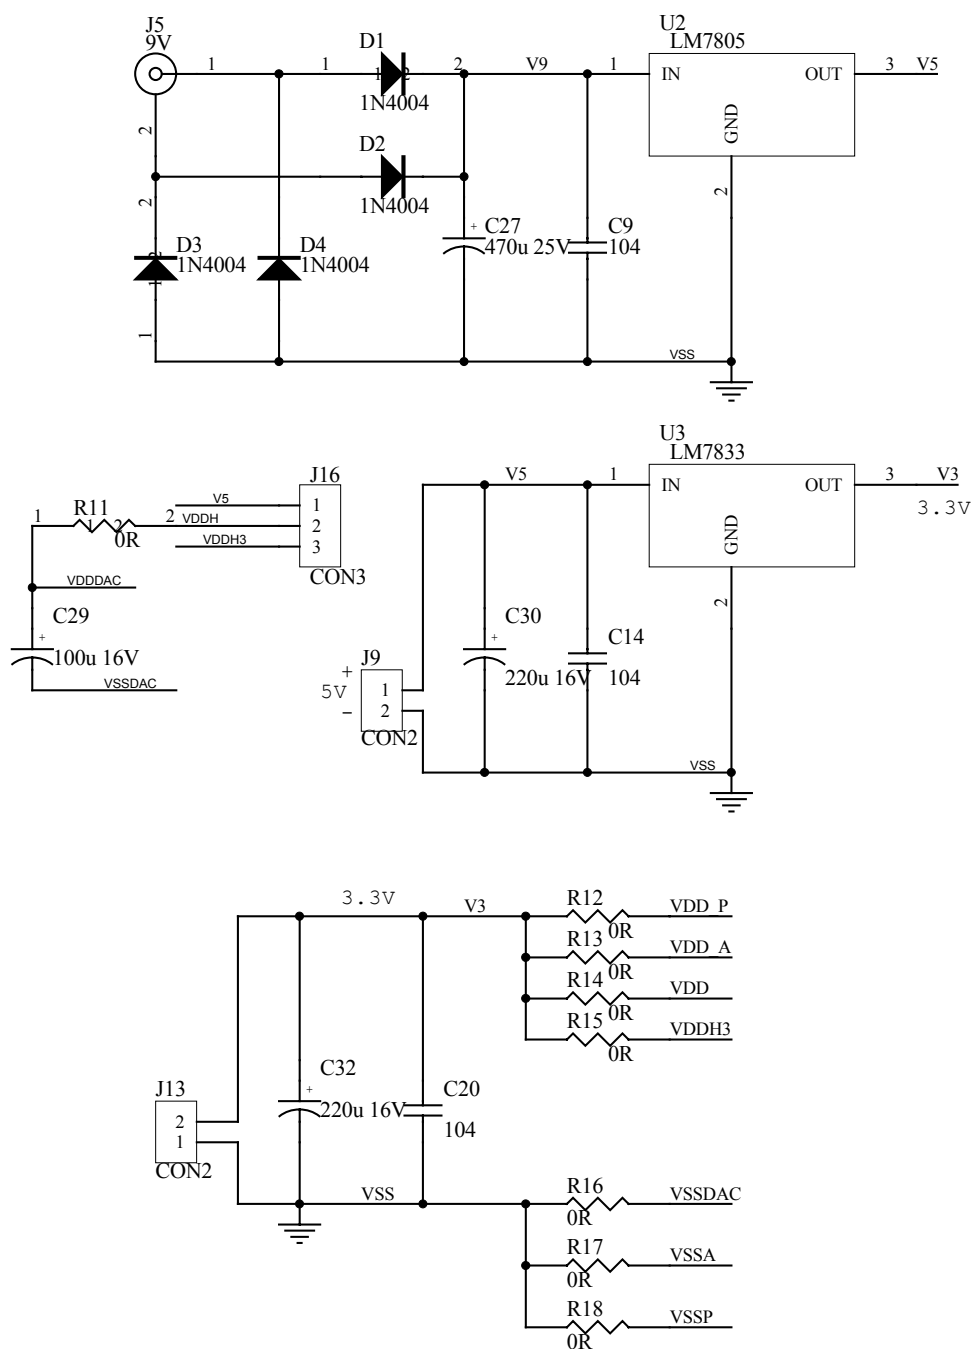 J5
9V
1
1
D1
1 2
1N4004
2
V9
1
U2
LM7805
IN
OUT
GND
3
V5
2
2
D2
1N4004
2
2
D3
1N4004
1
1
D4
1N4004
+
C27
470u 25V
C9
104
VSS
J16
V5
1
VDDH
2
VDDH3
3
CON3
1
R11
1 2
0R
2
VDDDAC
C29
+
100u 16V
VSSDAC
V5
1
U3
LM7833
IN
OUT
GND
3
V3
3.3V
2
C30
+
220u 16V
C14
104
J9
+
5V
-
1
2
CON2
VSS
3.3V
V3
R12
0R
VDD_P
R13
0R
VDD_A
R14
0R
VDD
R15
0R
VDDH3
C32
+
220u 16V
C20
104
J13
2
1
CON2
VSS
R16
0R
VSSDAC
R17
0R
VSSA
R18
0R
VSSP